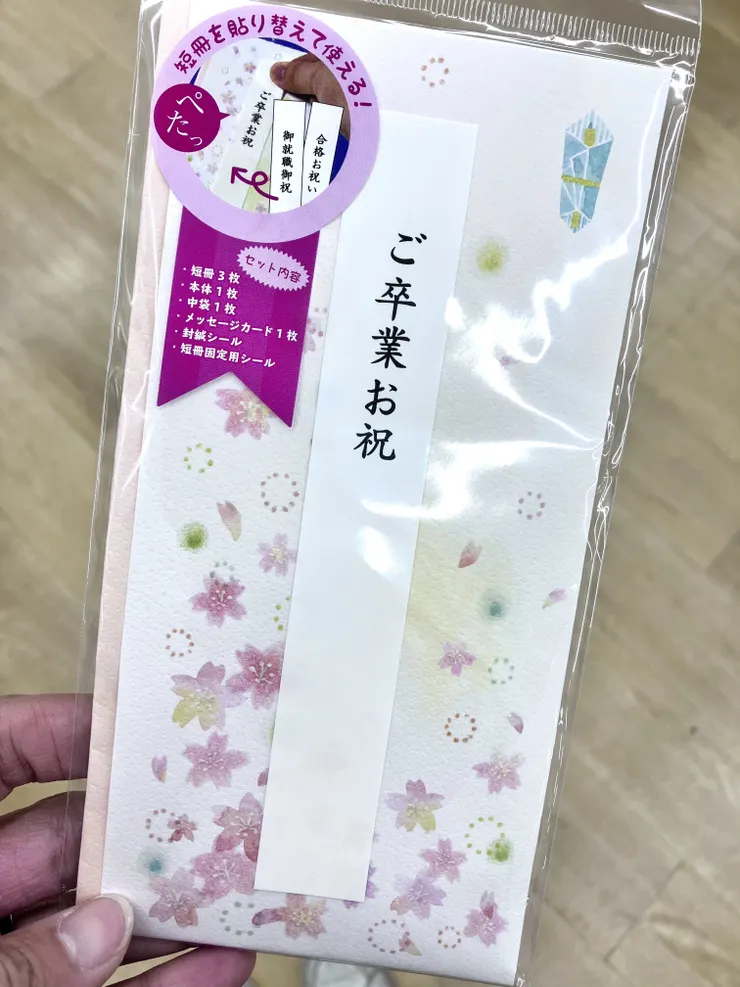 短冊を貼り替えて使える!
ぺたっ
ご卒業お祝
御就職御祝
合格お祝い
セット内容
・短冊3枚
・本体1枚
・中袋1枚
・メッセージカード1枚
・封緘シール
・短冊固定用シール
ご卒業お祝